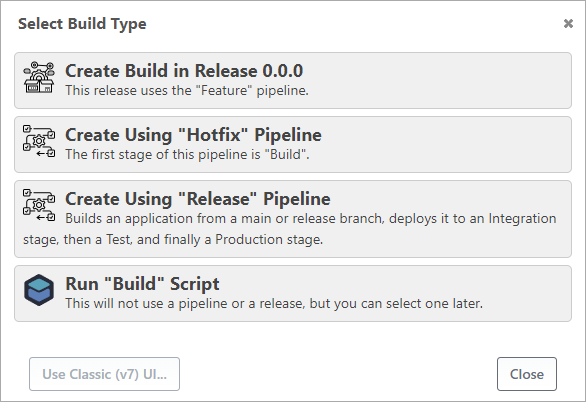 Select Build Type
Create Build in Release 0.0.0
This release uses the "Feature" pipeline.
Create Using "Hotfix" Pipeline
The first stage of this pipeline is "Build".
Create Using "Release" Pipeline
Builds an application from a main or release branch, deploys it to an Integration
stage, then a Test, and finally a Production stage.
Run "Build" Script
This will not use a pipeline or a release, but you can select one later.
Use Classic (v7) UI...
Close